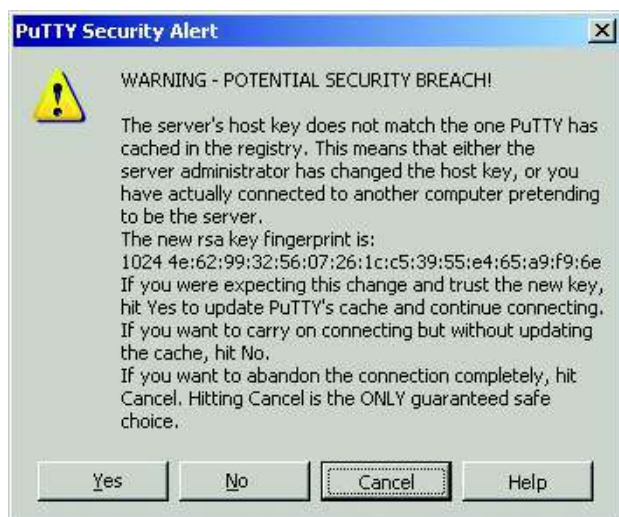 PuTTY Security Alert
WARNING - POTENTIAL SECURITY BREACH!
The server's host key does not match the one PuTTY has
cached in the registry. This means that either the
server administrator has changed the host key, or you
have actually connected to another computer pretending
to be the server.
The new rsa key fingerprint is:
1024 4e:62:99:32:56:07:26:1c:c5:39:55:e4:65:a9:f9:6e
If you were expecting this change and trust the new key,
hit Yes to update PuTTY's cache and continue connecting.
If you want to carry on connecting but without updating
the cache, hit No.
If you want to abandon the connection completely, hit
Cancel. Hitting Cancel is the ONLY guaranteed safe
choice.
Yes No Cancel Help